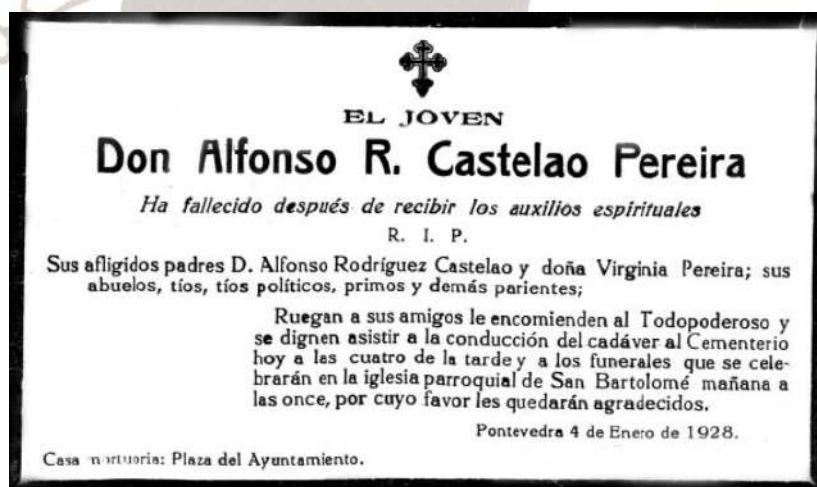 EL JOVEN
Don Alfonso R. Castelao Pereira
Ha fallecido después de recibir los auxilios espirituales
R. I. P.
Sus afligidos padres D. Alfonso Rodríguez Castelao y doña Virginia Pereira; sus
abuelos, tíos, tíos políticos, primos y demás parientes;
Ruegan a sus amigos le encomienden al Todopoderoso y
se dignen asistir a la conducción del cadáver al Cementerio
hoy a las cuatro de la tarde y a los funerales que se cele-
brarán en la iglesia parroquial de San Bartolomé mañana a
las once, por cuyo favor les quedarán agradecidos.
Pontevedra 4 de Enero de 1928.
Casa mortuoria: Plaza del Ayuntamiento.